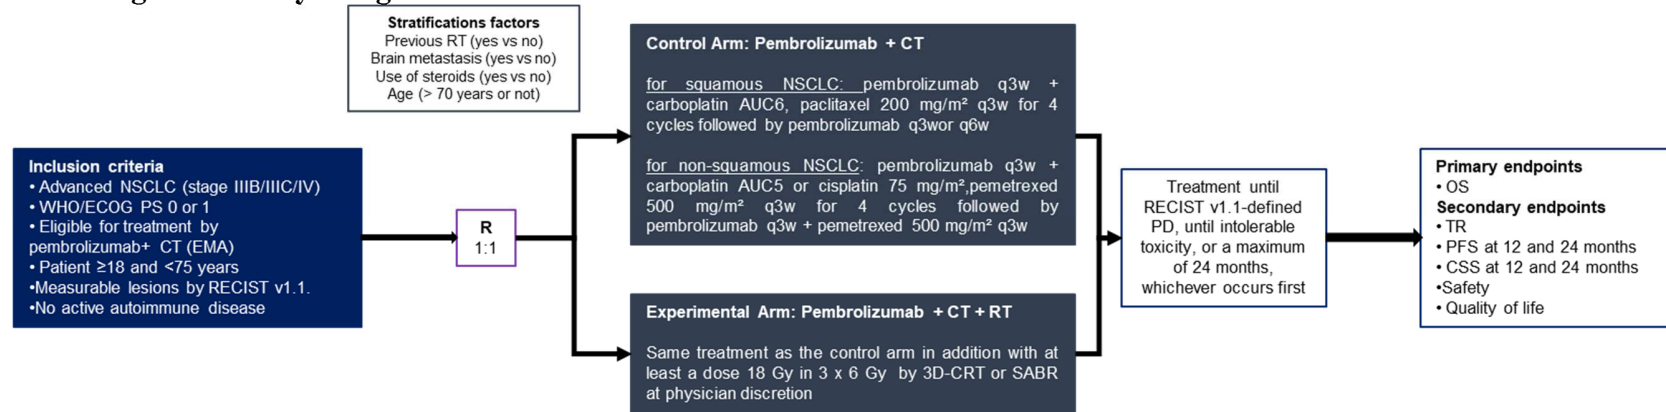 Stratifications factors
Previous RT (yes vs no)
Brain metastasis (yes vs no)
Use of steroids (yes vs no)
Age (> 70 years or not)
Inclusion criteria
• Advanced NSCLC (stage IIIB/IIIC/IV)
• WHO/ECOG PS 0 or 1
• Eligible for treatment by
pembrolizumab+ CT (EMA)
• Patient ≥18 and <75 years
•Measurable lesions by RECIST v1.1.
•No active autoimmune disease
R
1:1
Control Arm: Pembrolizumab + CT
for squamous NSCLC: pembrolizumab q3w +
carboplatin AUC6, paclitaxel 200 mg/m² q3w for 4
cycles followed by pembrolizumab q3wor q6w
for non-squamous NSCLC: pembrolizumab q3w +
carboplatin AUC5 or cisplatin 75 mg/m²,pemetrexed
500 mg/m² q3w for 4 cycles followed by
pembrolizumab q3w + pemetrexed 500 mg/m² q3w
Experimental Arm: Pembrolizumab + CT + RT
Same treatment as the control arm in addition with at
least a dose 18 Gy in 3 x 6 Gy by 3D-CRT or SABR
at physician discretion
Treatment until
RECIST v1.1-defined
PD, until intolerable
toxicity, or a maximum
of 24 months,
whichever occurs first
Primary endpoints
• OS
Secondary endpoints
• TR
• PFS at 12 and 24 months
• CSS at 12 and 24 months
•Safety
• Quality of life